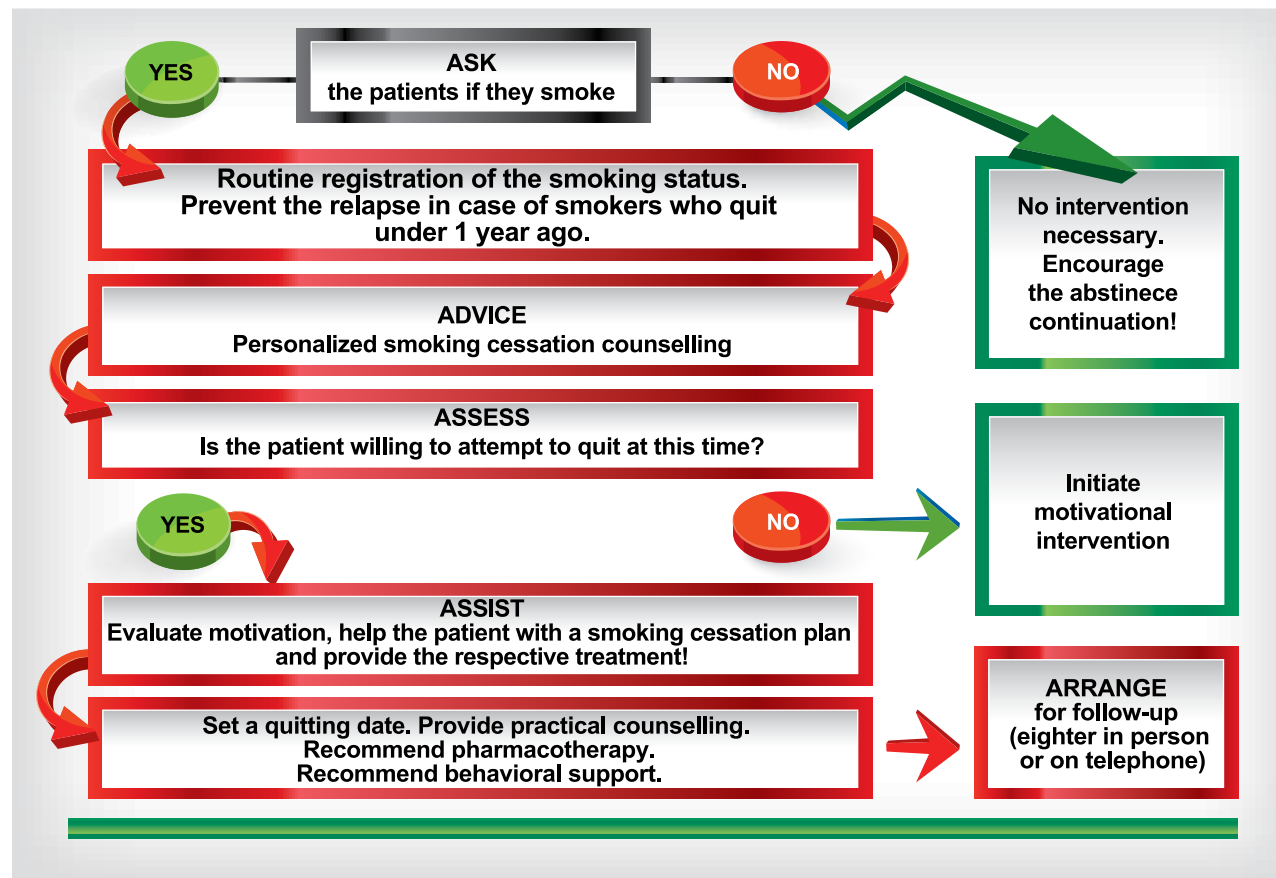 YES
ASK
the patients if they smoke
NO
Routine registration of the smoking status.
Prevent the relapse in case of smokers who quit
under 1 year ago.
No intervention
necessary.
Encourage
the abstinece
continuation!
ADVICE
Personalized smoking cessation counselling
ASSESS
Is the patient willing to attempt to quit at this time?
YES
NO
Initiate
motivational
intervention
ASSIST
Evaluate motivation, help the patient with a smoking cessation plan
and provide the respective treatment!
Set a quitting date. Provide practical counselling.
Recommend pharmacotherapy.
Recommend behavioral support.
ARRANGE
for follow-up
(eighter in person
or on telephone)